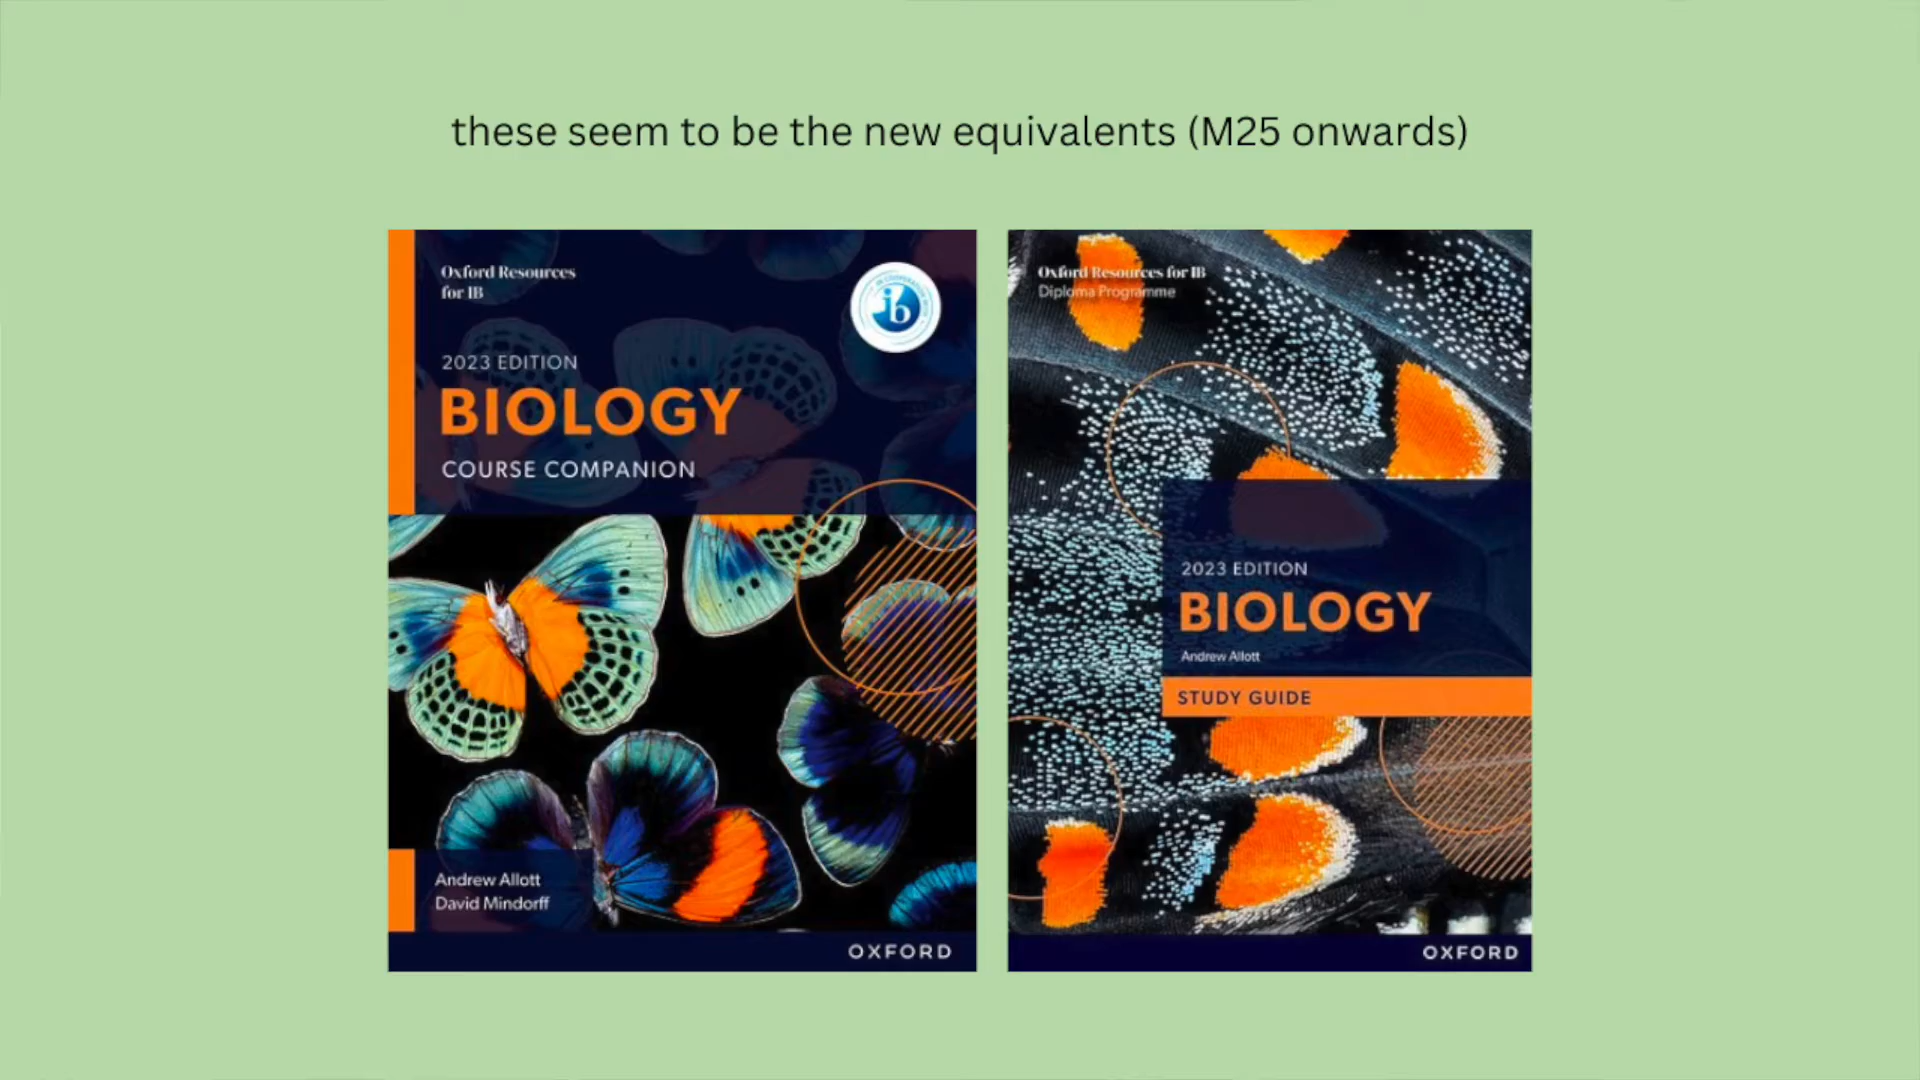 these seem to be the new equivalents (M25 onwards)
Oxford Resources
for IB
ib
2023 EDITION
BIOLOGY
COURSE COMPANION
Andrew Allott
David Mindorff
OXFORD
Oxford Resources for IB
Diploma Programme
2023 EDITION
BIOLOGY
Andrew Allott
STUDY GUIDE
OXFORD